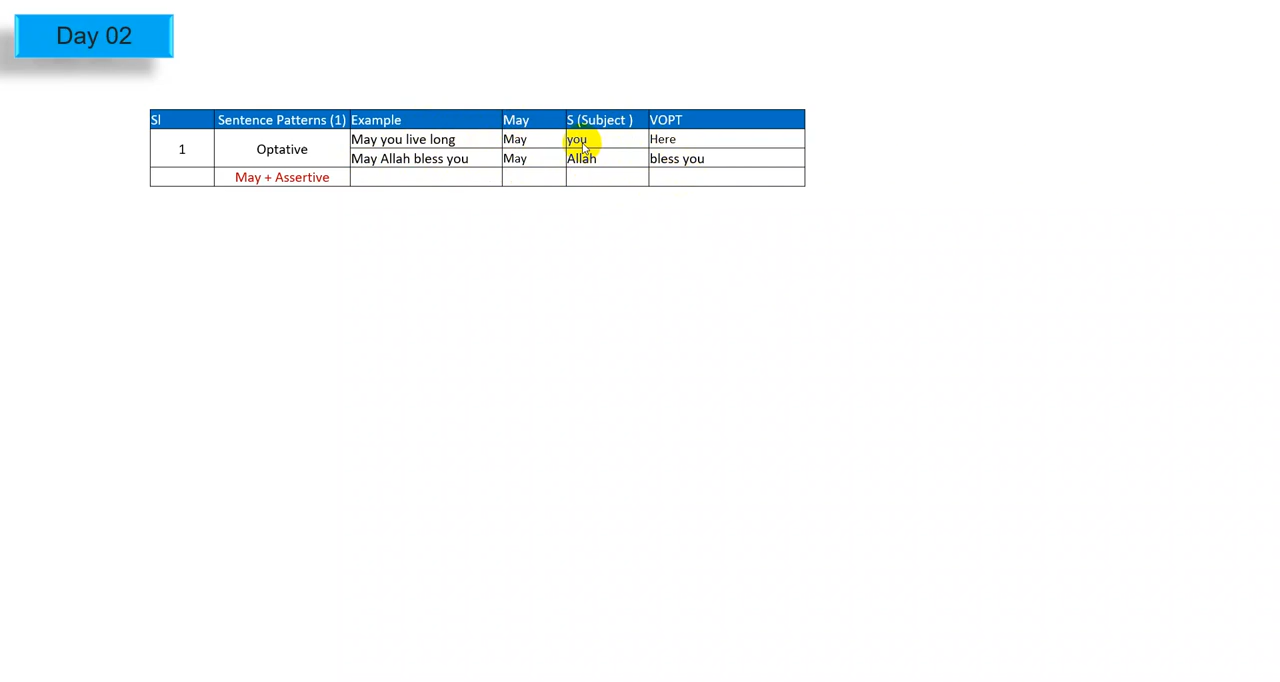 Day 02
Sl Sentence Patterns (1) Example May S (Subject ) VOPT
1 Optative May you live long May you Here
May Allah bless you May Allah bless you
May + Assertive